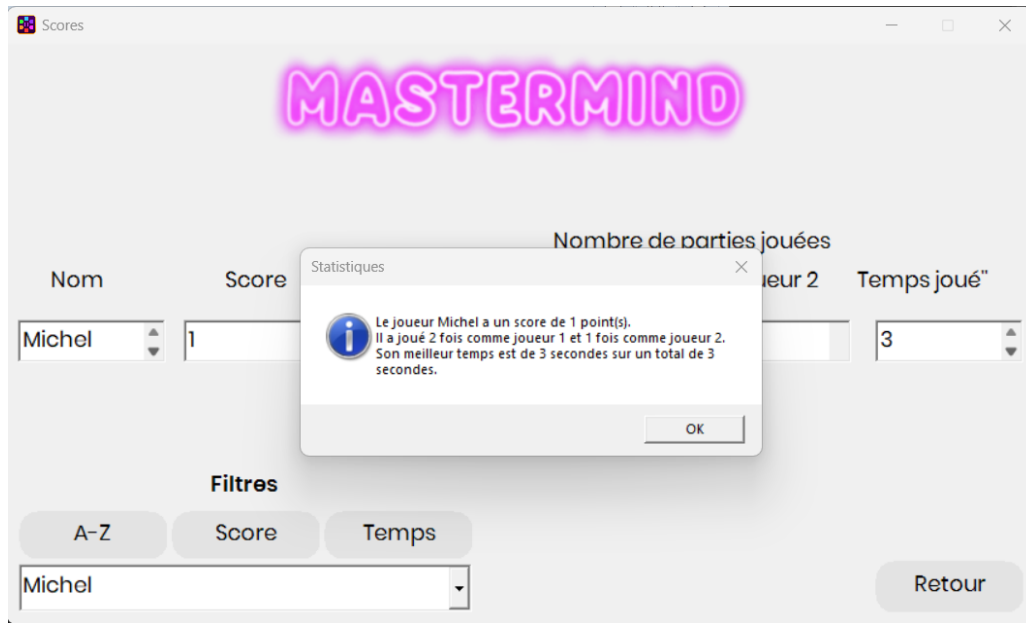 Scores
MASTERMIND
Nombre de parties jouées
Nom
Score
ueur 2
Temps joué"
Michel
1
3
Statistiques
Le joueur Michel a un score de 1 point(s).
Il a joué 2 fois comme joueur 1 et 1 fois comme joueur 2.
Son meilleur temps est de 3 secondes sur un total de 3
secondes.
OK
Filtres
A-Z
Score
Temps
Michel
Retour